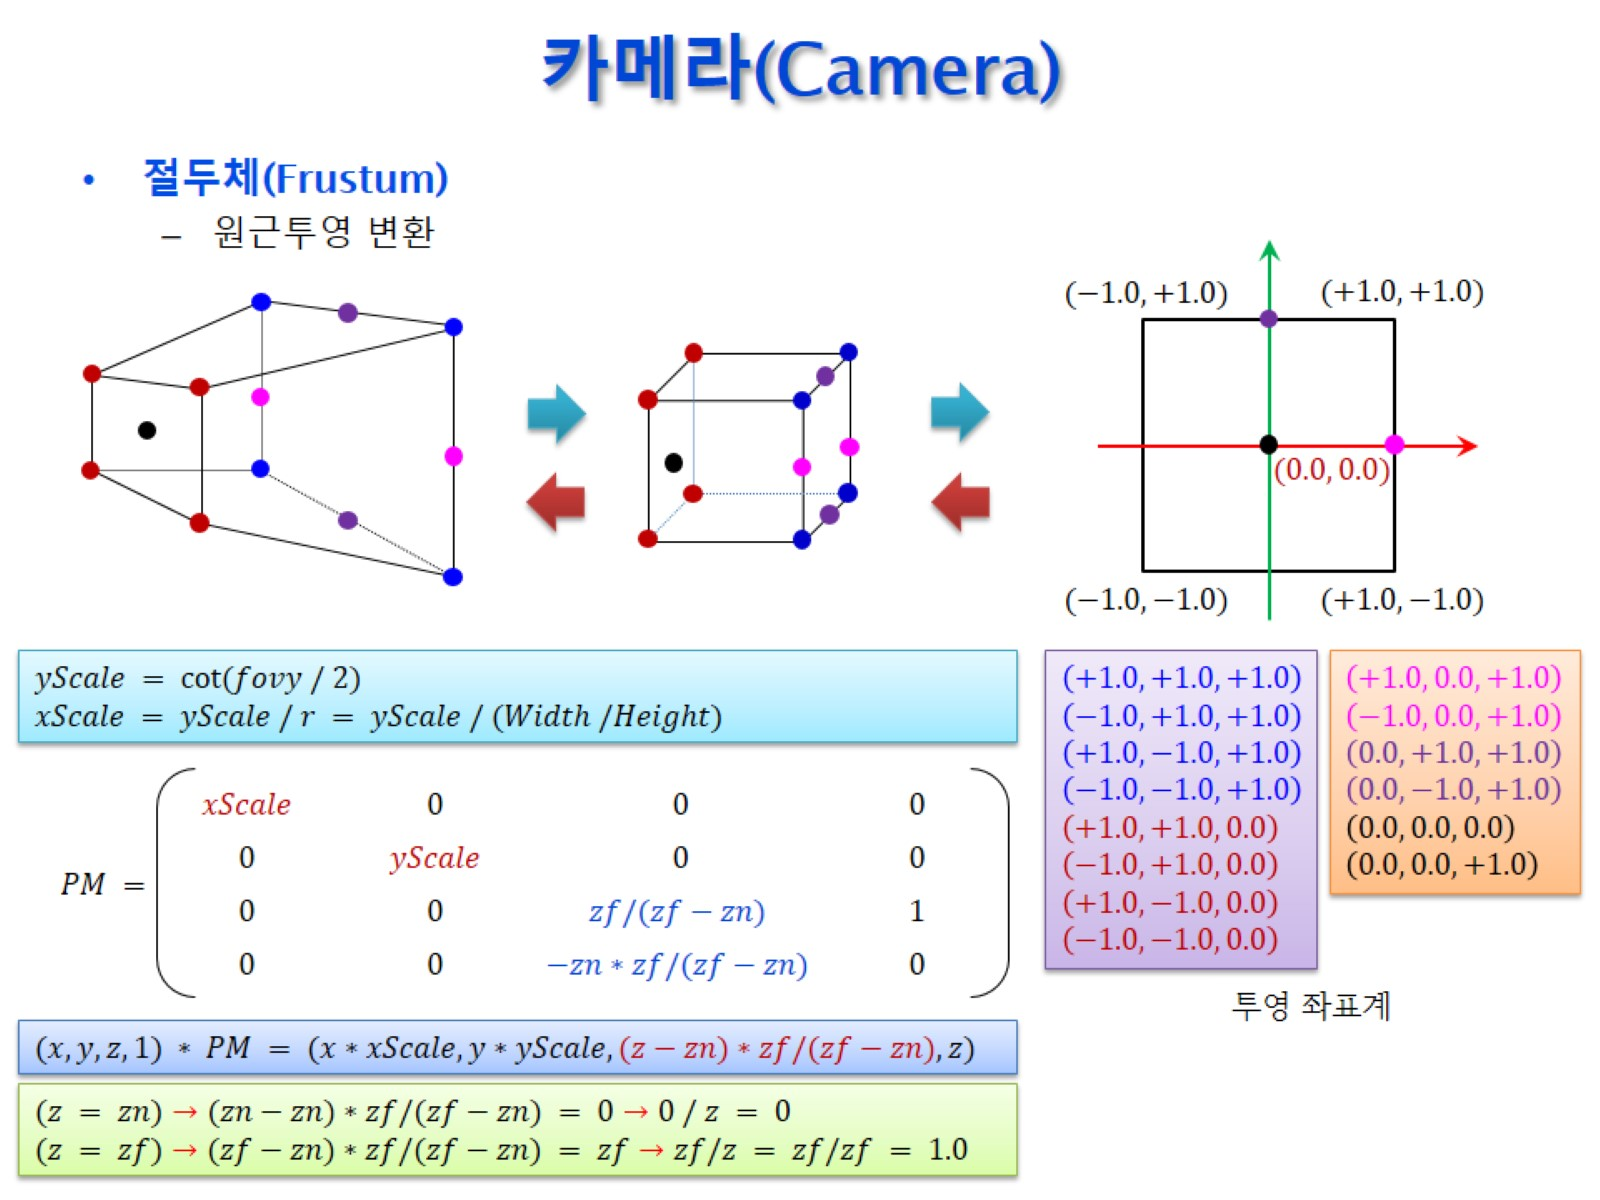 카메라(Camera)
• 절두체(Frustum)
– 원근투영 변환
(−1.0, +1.0)
(+1.0, +1.0)
(0.0, 0.0)
(−1.0, −1.0)
(+1.0, −1.0)
yScale = cot(fovy / 2)
xScale = yScale / r = yScale / (Width /Height)
PM =
xScale 0 0 0
0 yScale 0 0
0 0 zf/(zf − zn) 1
0 0 −zn ∗ zf/(zf − zn) 0
(x, y, z, 1) ∗ PM = (x ∗ xScale, y ∗ yScale, (z − zn) ∗ zf/(zf − zn), z)
(z = zn) → (zn − zn) ∗ zf/(zf − zn) = 0 → 0 / z = 0
(z = zf) → (zf − zn) ∗ zf/(zf − zn) = zf → zf/z = zf/zf = 1.0
(+1.0, +1.0, +1.0)
(−1.0, +1.0, +1.0)
(+1.0, −1.0, +1.0)
(−1.0, −1.0, +1.0)
(+1.0, +1.0, 0.0)
(−1.0, +1.0, 0.0)
(+1.0, −1.0, 0.0)
(−1.0, −1.0, 0.0)
(+1.0, 0.0, +1.0)
(−1.0, 0.0, +1.0)
(0.0, +1.0, +1.0)
(0.0, −1.0, +1.0)
(0.0, 0.0, 0.0)
(0.0, 0.0, +1.0)
투영 좌표계